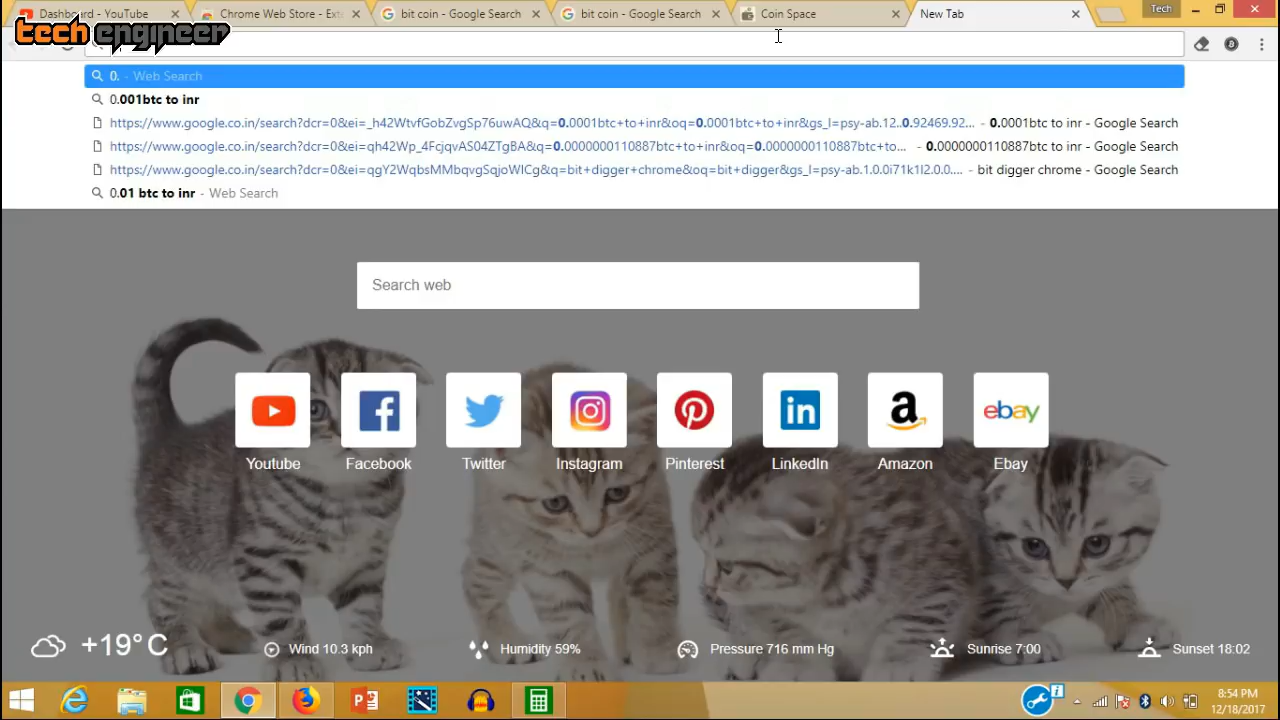 Dashboard - YouTube
Chrome Web Store - Exte
bit coin - Google Search
bit coin - Google Search
Coin Space
New Tab
Tech
tech engineer
0. - Web Search
0.001btc to inr
https://www.google.co.in/search?dcr=0&ei=_h42WtvfGobZvgSp76uwAQ&q=0.0001btc+to+inr&oq=0.0001btc+to+inr&gs_l=psy-ab.12..0.92469.92... - 0.0001btc to inr - Google Search
https://www.google.co.in/search?dcr=0&ei=qh42Wp_4FcjqvAS04ZTgBA&q=0.0000000110887btc+to+inr&oq=0.0000000110887btc+to... - 0.0000000110887btc to inr - Google Search
https://www.google.co.in/search?dcr=0&ei=qgY2WqbsMMbqvgSqjoWICg&q=bit+digger+chrome&oq=bit+digger&gs_l=psy-ab.1.0.0i71k1l2.0.0.... - bit digger chrome - Google Search
0.01 btc to inr - Web Search
Search web
Youtube
Facebook
Twitter
Instagram
Pinterest
LinkedIn
Amazon
Ebay
+19°C
Wind 10.3 kph
Humidity 59%
Pressure 716 mm Hg
Sunrise 7:00
Sunset 18:02
8:54 PM
12/18/2017